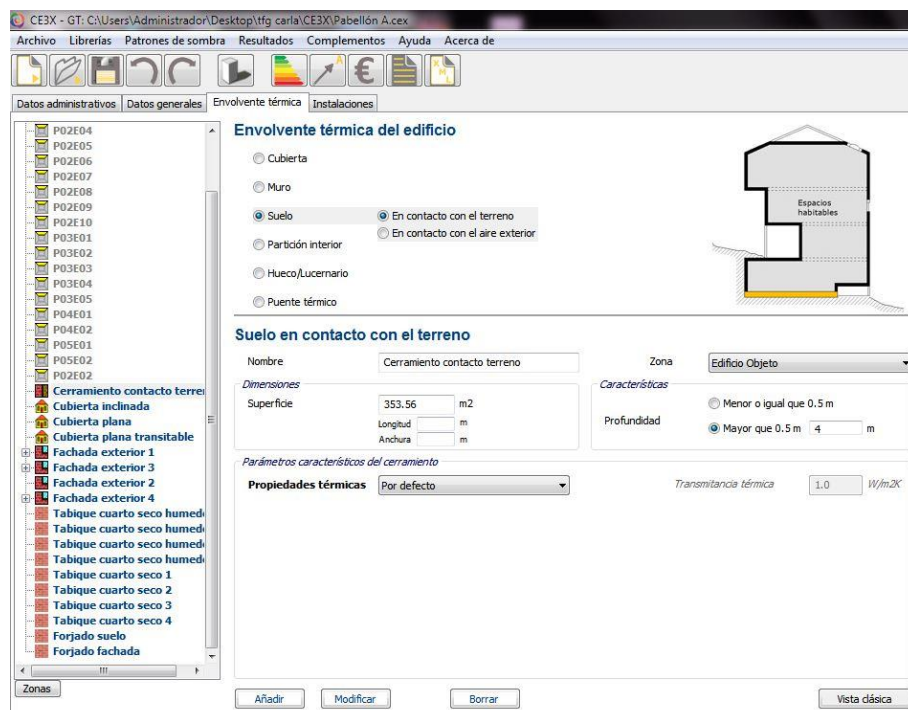 CE3X - GT: C:\Users\Administrador\Desktop\tfg carla\CE3X\Pabellón A.cex
Archivo Librerías Patrones de sombra Resultados Complementos Ayuda Acerca de
A € XML
Datos administrativos Datos generales Envolvente térmica Instalaciones
P02E04
P02E05
P02E06
P02E07
P02E08
P02E09
P02E10
P03E01
P03E02
P03E03
P03E04
P03E05
P04E01
P04E02
P05E01
P05E02
P02E02
Cerramiento contacto terre
Cubierta inclinada
Cubierta plana
Cubierta plana transitable
Fachada exterior 1
Fachada exterior 3
Fachada exterior 2
Fachada exterior 4
Tabique cuarto seco humed
Tabique cuarto seco humed
Tabique cuarto seco humed
Tabique cuarto seco humed
Tabique cuarto seco 1
Tabique cuarto seco 2
Tabique cuarto seco 3
Tabique cuarto seco 4
Forjado suelo
Forjado fachada
Zonas
Envolvente térmica del edificio
Cubierta
Muro
Suelo En contacto con el terreno
En contacto con el aire exterior
Partición interior
Hueco/Lucernario
Puente térmico
Espacios
habitables
Suelo en contacto con el terreno
Nombre Cerramiento contacto terreno Zona Edificio Objeto
Dimensiones
Superficie 353.56 m2
Longitud m
Anchura m
Características
Profundidad
Menor o igual que 0.5 m
Mayor que 0.5 m 4 m
Parámetros característicos del cerramiento
Propiedades térmicas Por defecto Transmitancia térmica 1.0 W/m2K
Añadir Modificar Borrar Vista clásica